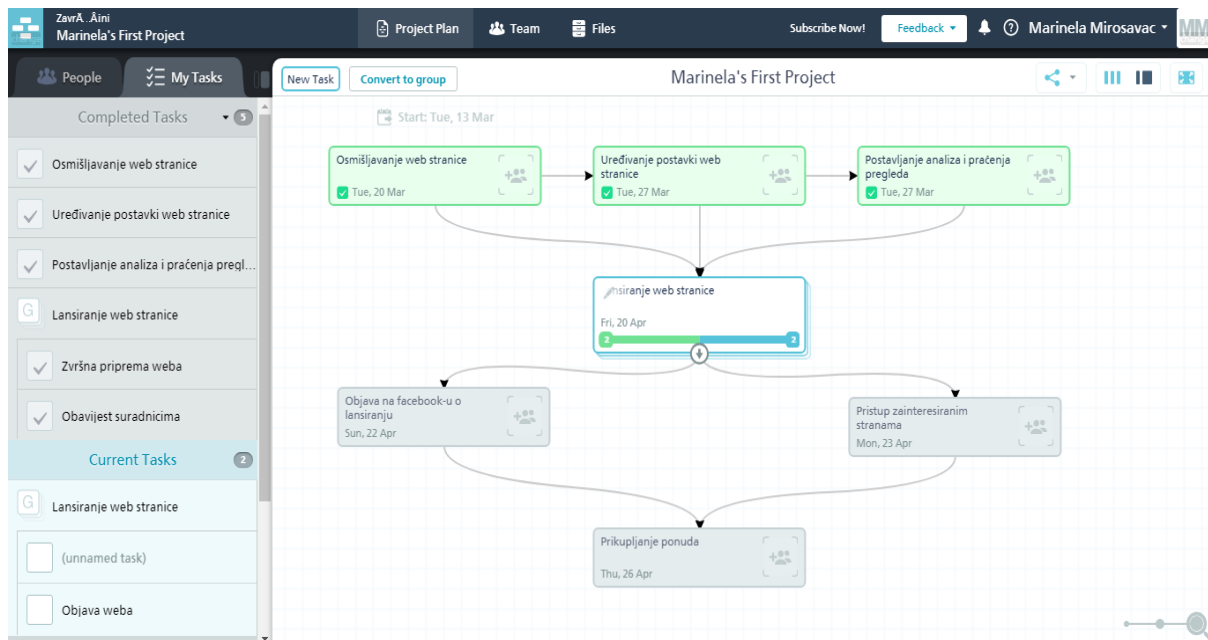 ZavrÅ..Äini
Marinela's First Project
Project Plan
Team
Files
Subscribe Now!
Feedback
?
Marinela Mirosavac
MM
People
My Tasks
New Task
Convert to group
Marinela's First Project
Completed Tasks
5
Osmišljavanje web stranice
Uređivanje postavki web stranice
Postavljanje analiza i praćenja pregl...
G
Lansiranje web stranice
Zvršna priprema weba
Obavijest suradnicima
Current Tasks
2
G
Lansiranje web stranice
(unnamed task)
Objava weba
Start: Tue, 13 Mar
Osmišljavanje web stranice
Tue, 20 Mar
Uređivanje postavki web
stranice
Tue, 27 Mar
Postavljanje analiza i praćenja
pregleda
Tue, 27 Mar
nsiranje web stranice
Fri, 20 Apr
2
2
Objava na facebook-u o
lansiranju
Sun, 22 Apr
Pristup zainteresiranim
stranama
Mon, 23 Apr
Prikupljanje ponuda
Thu, 26 Apr